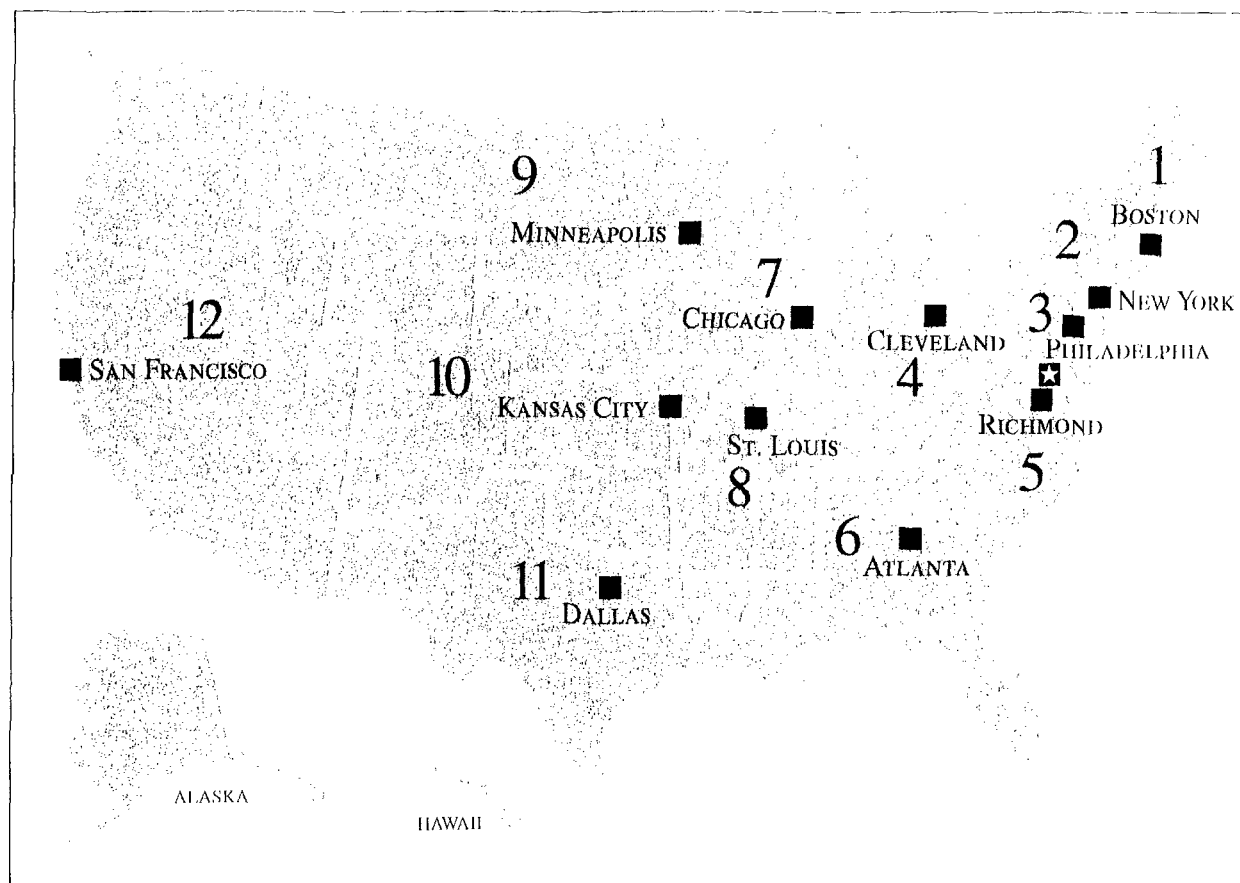 1
BOSTON
9
MINNEAPOLIS
2
7
CHICAGO
NEW YORK
3
PHILADELPHIA
CLEVELAND
4
12
SAN FRANCISCO
10
KANSAS CITY
ST. LOUIS
8
RICHMOND
5
6
ATLANTA
11
DALLAS
ALASKA
HAWAII